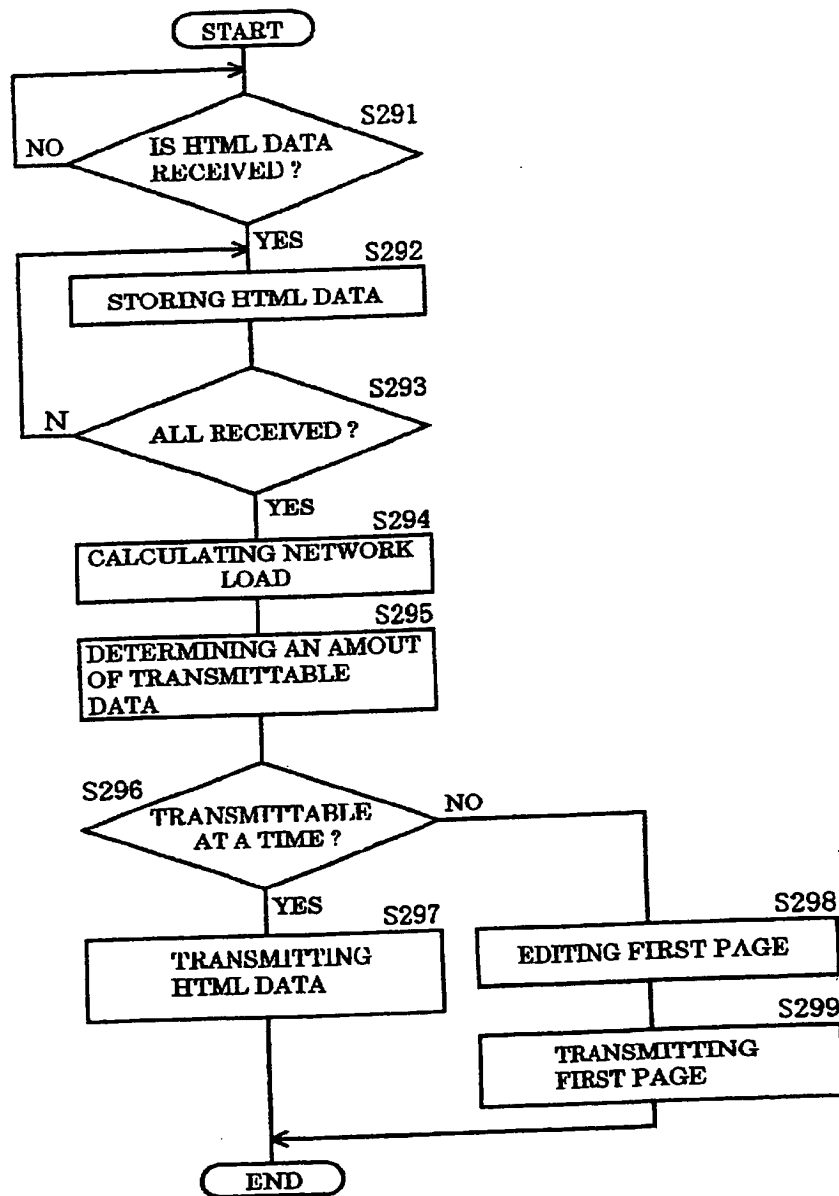 START
S291
NO
IS HTML DATA
RECEIVED ?
YES
S292
STORING HTML DATA
S293
N
ALL RECEIVED ?
YES
S294
CALCULATING NETWORK
LOAD
S295
DETERMINING AN AMOUT
OF TRANSMITTABLE
DATA
S296
TRANSMITTABLE
AT A TIME ?
NO
YES
S297
TRANSMITTING
HTML DATA
S298
EDITING FIRST PAGE
S299
TRANSMITTING
FIRST PAGE
END